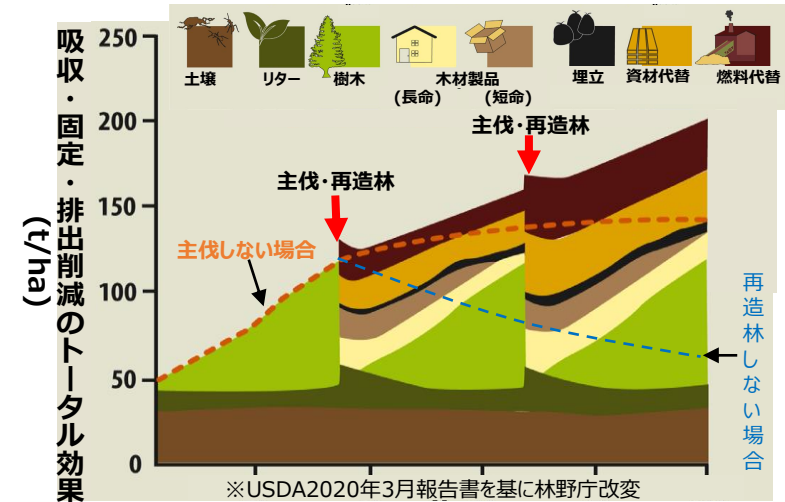 吸収・固定・排出削減のトータル効果
(t/ha)
250
200
150
100
50
0
土壌
リター
樹木
木材製品
(長命)
(短命)
埋立
資材代替
燃料代替
主伐・再造林
主伐・再造林
主伐しない場合
再造林しない場合
※USDA2020年3月報告書を基に林野庁改変